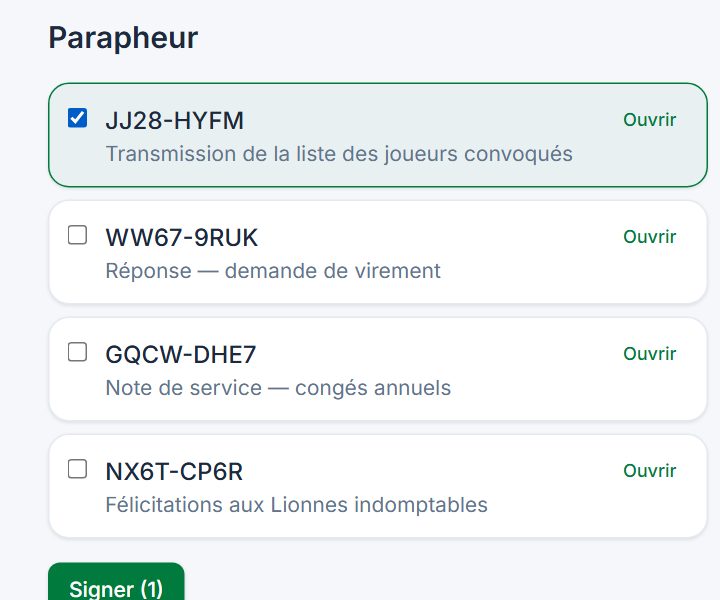 Parapheur
JJ28-HYFM
Ouvrir
Transmission de la liste des joueurs convoqués
WW67-9RUK
Ouvrir
Réponse — demande de virement
GQCW-DHE7
Ouvrir
Note de service — congés annuels
NX6T-CP6R
Ouvrir
Félicitations aux Lionnes indomptables
Signer (1)